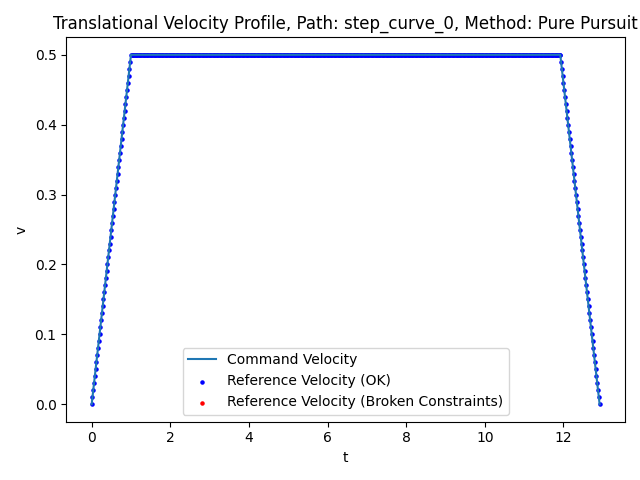 Translational Velocity Profile, Path: step_curve_0, Method: Pure Pursuit
0.5
0.4
0.3
0.2
0.1
0.0
v
Command Velocity
Reference Velocity (OK)
Reference Velocity (Broken Constraints)
0 2 4 6 8 10 12
t